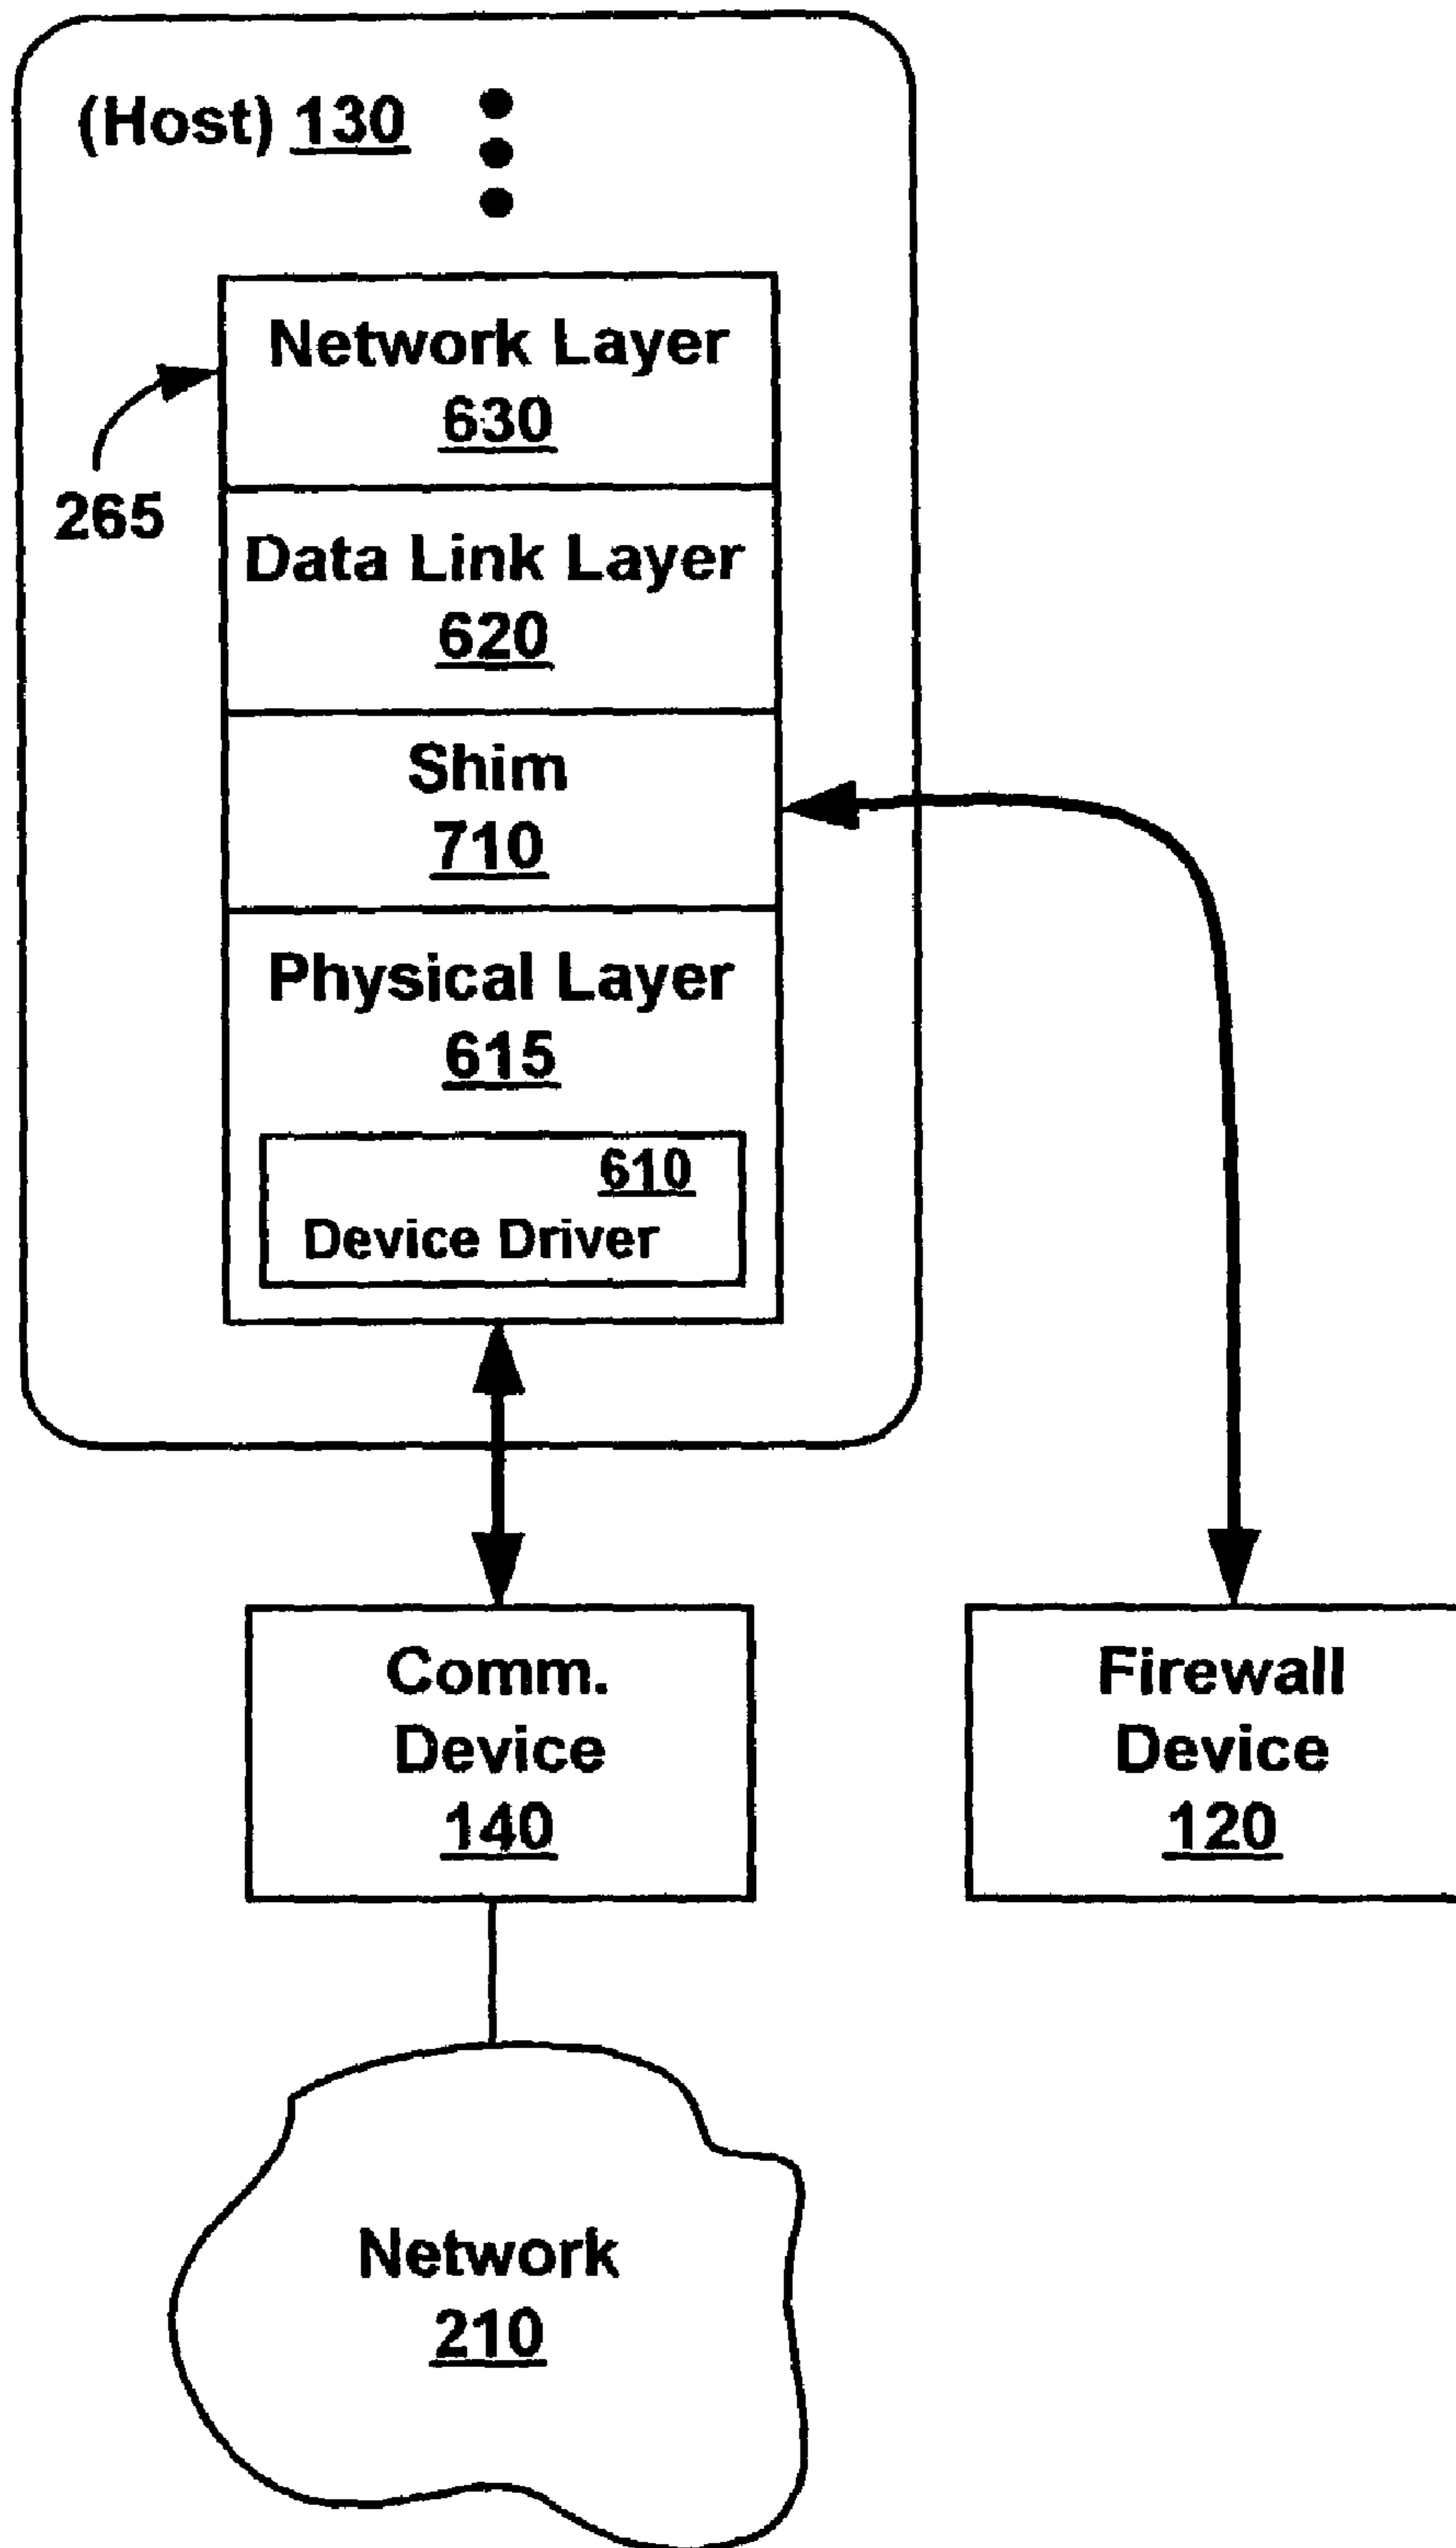 (Host) 130
Network Layer
630
265
Data Link Layer
620
Shim
710
Physical Layer
615
610
Device Driver
Comm.
Device
140
Firewall
Device
120
Network
210